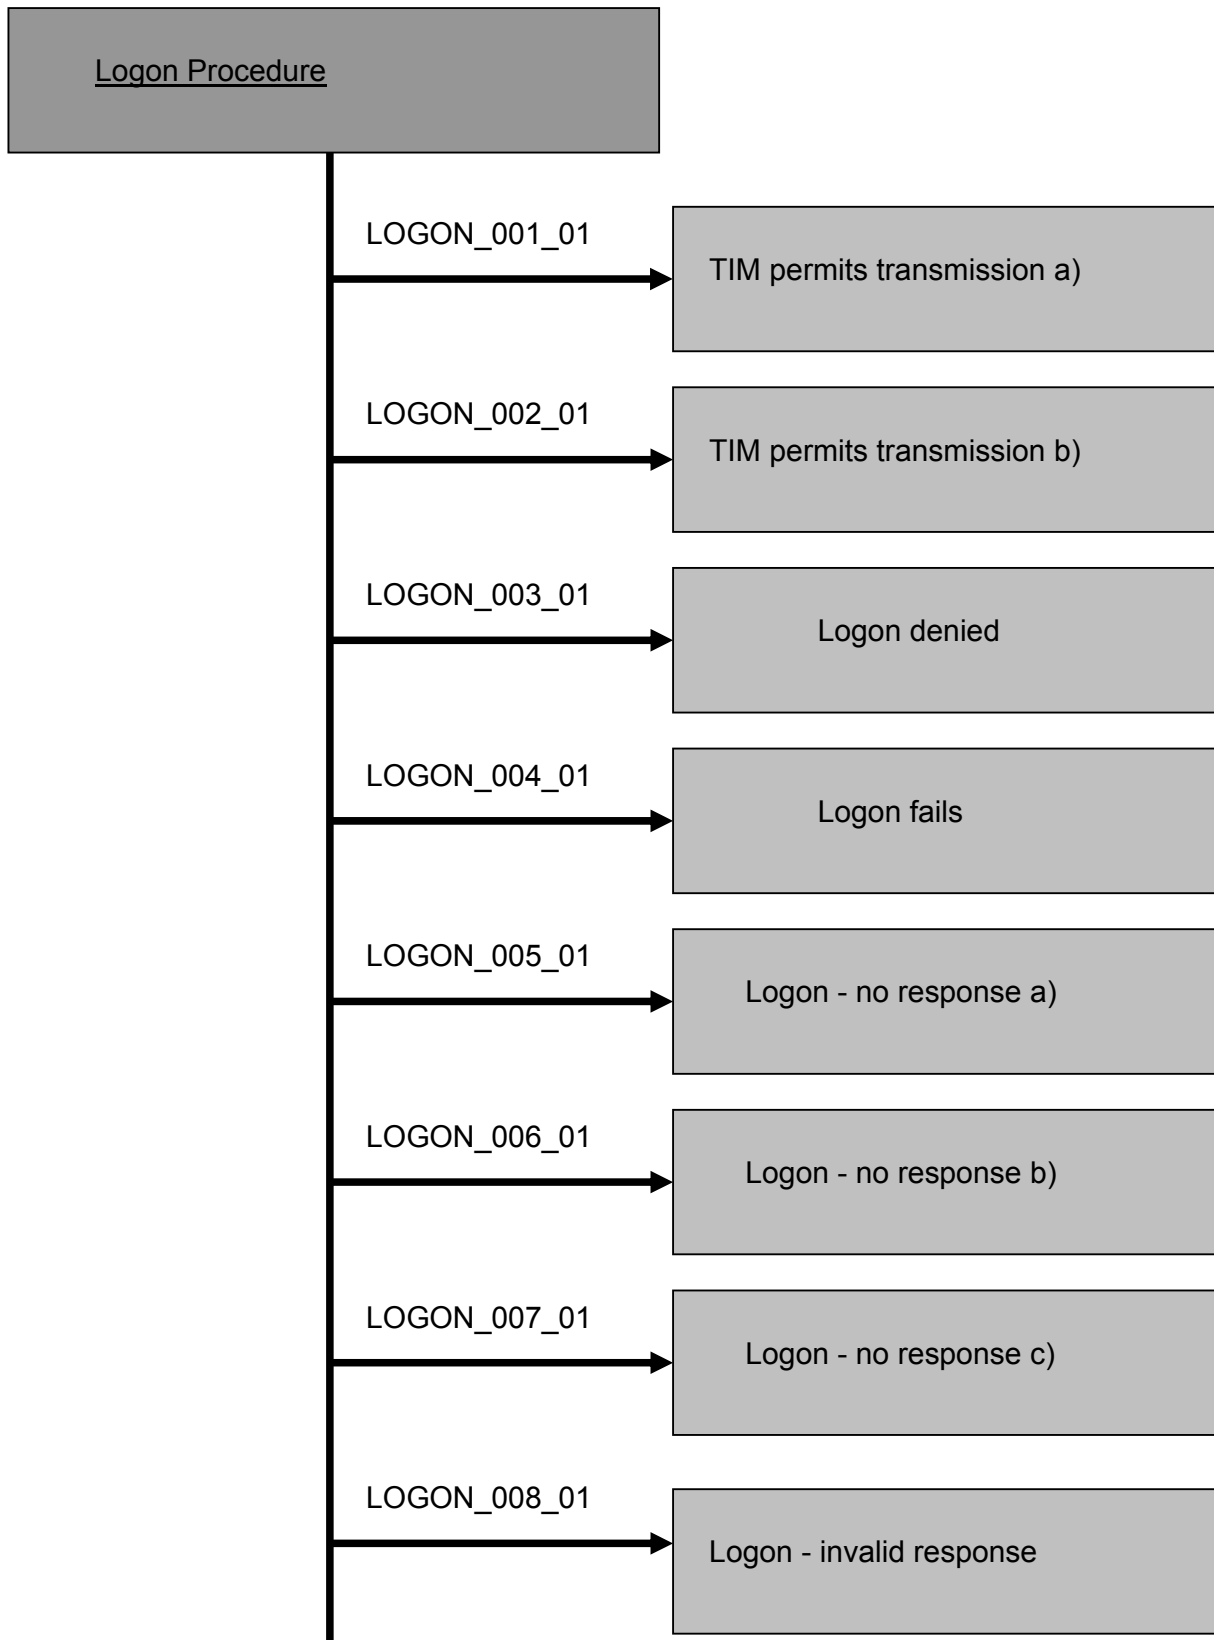 Logon Procedure
LOGON_001_01
TIM permits transmission a)
LOGON_002_01
TIM permits transmission b)
LOGON_003_01
Logon denied
LOGON_004_01
Logon fails
LOGON_005_01
Logon - no response a)
LOGON_006_01
Logon - no response b)
LOGON_007_01
Logon - no response c)
LOGON_008_01
Logon - invalid response